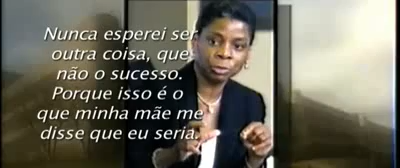 Nunca esperei ser
outra coisa, que
não o sucesso.
Porque isso é o
que minha mãe me
disse que eu seria.